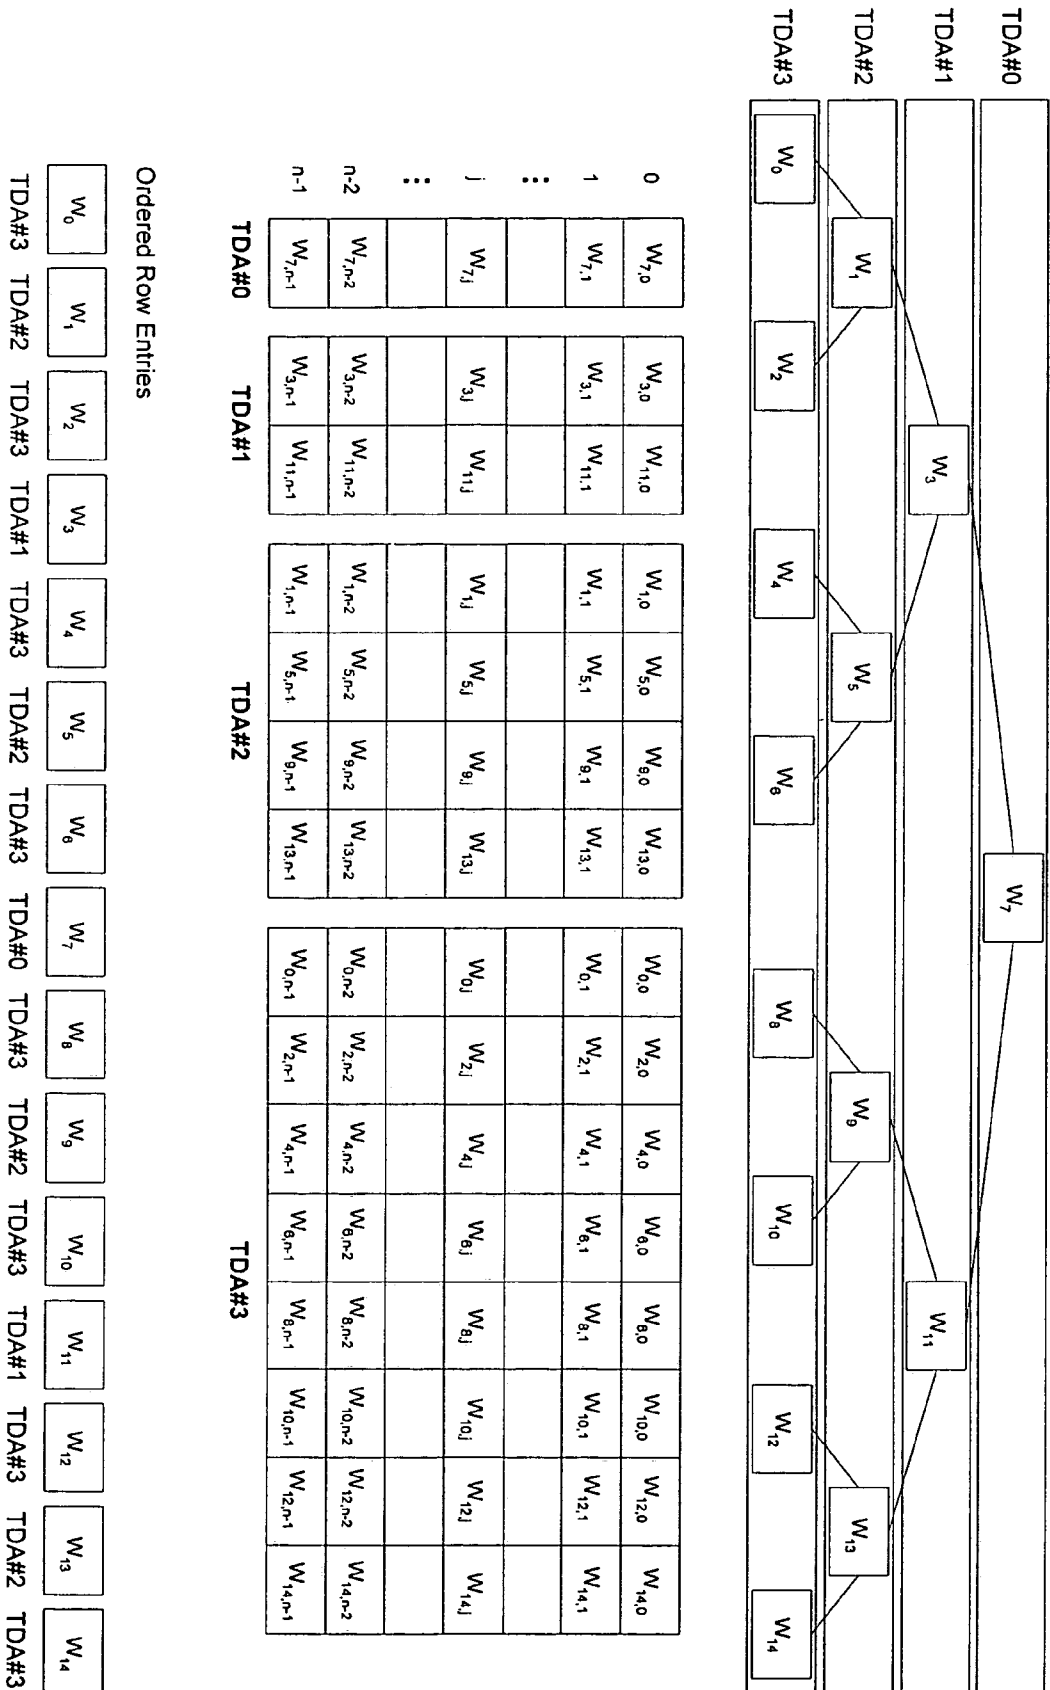 TDA#0
W7
TDA#1
W3 W11
TDA#2
W1 W5 W9 W13
TDA#3
W0 W2 W4 W6 W8 W10 W12 W14
0 W7,0 W3,0 W11,0 W1,0 W5,0 W9,0 W13,0 W0,0 W2,0 W4,0 W6,0 W8,0 W10,0 W12,0 W14,0
1 W7,1 W3,1 W11,1 W1,1 W5,1 W9,1 W13,1 W0,1 W2,1 W4,1 W6,1 W8,1 W10,1 W12,1 W14,1
⋮
j W7,j W3,j W11,j W1,j W5,j W9,j W13,j W0,j W2,j W4,j W6,j W8,j W10,j W12,j W14,j
⋮
n-2 W7,n-2 W3,n-2 W11,n-2 W1,n-2 W5,n-2 W9,n-2 W13,n-2 W0,n-2 W2,n-2 W4,n-2 W6,n-2 W8,n-2 W10,n-2 W12,n-2 W14,n-2
n-1 W7,n-1 W3,n-1 W11,n-1 W1,n-1 W5,n-1 W9,n-1 W13,n-1 W0,n-1 W2,n-1 W4,n-1 W6,n-1 W8,n-1 W10,n-1 W12,n-1 W14,n-1
TDA#0 TDA#1 TDA#2 TDA#3
Ordered Row Entries
W0 W1 W2 W3 W4 W5 W6 W7 W8 W9 W10 W11 W12 W13 W14
TDA#3 TDA#2 TDA#3 TDA#1 TDA#3 TDA#2 TDA#3 TDA#0 TDA#3 TDA#2 TDA#3 TDA#1 TDA#3 TDA#2 TDA#3